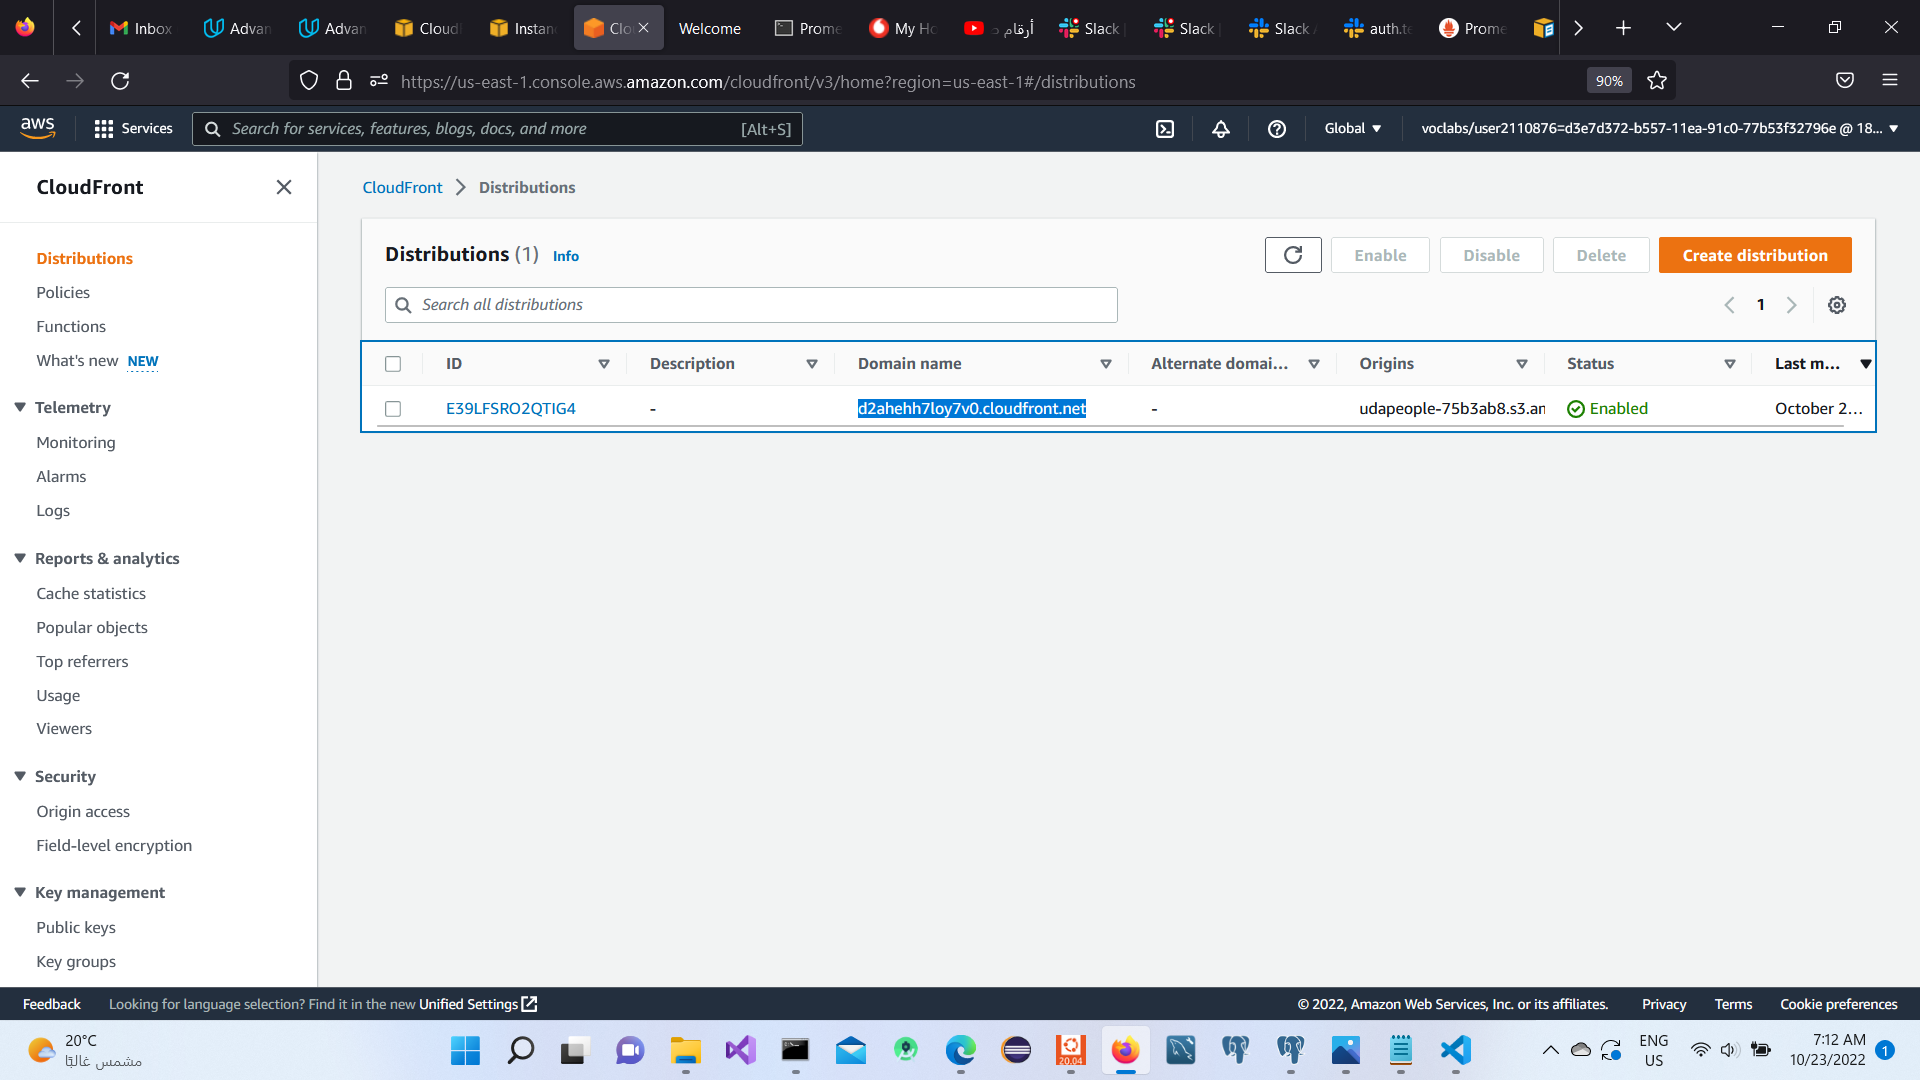 Inbox
Advan
Advan
Cloudf
Instan
Clo
Welcome
Prome
My Ho
أرقام
Slack
Slack
Slack
auth.te
Prome
https://us-east-1.console.aws.amazon.com/cloudfront/v3/home?region=us-east-1#/distributions
90%
aws
Services
Search for services, features, blogs, docs, and more
[Alt+S]
Global
voclabs/user2110876=d3e7d372-b557-11ea-91c0-77b53f32796e @ 18...
CloudFront
Distributions
Policies
Functions
What's new NEW
Telemetry
Monitoring
Alarms
Logs
Reports & analytics
Cache statistics
Popular objects
Top referrers
Usage
Viewers
Security
Origin access
Field-level encryption
Key management
Public keys
Key groups
CloudFront
Distributions
Distributions (1) Info
Enable
Disable
Delete
Create distribution
Search all distributions
1
ID
Description
Domain name
Alternate domai...
Origins
Status
Last m...
E39LFSRO2QTIG4
-
d2ahehh7loy7v0.cloudfront.net
-
udapeople-75b3ab8.s3.an
Enabled
October 2...
Feedback
Looking for language selection? Find it in the new Unified Settings
© 2022, Amazon Web Services, Inc. or its affiliates.
Privacy
Terms
Cookie preferences
20°C
مشمس غالبًا
20.04
ENG
US
7:12 AM
10/23/2022
1